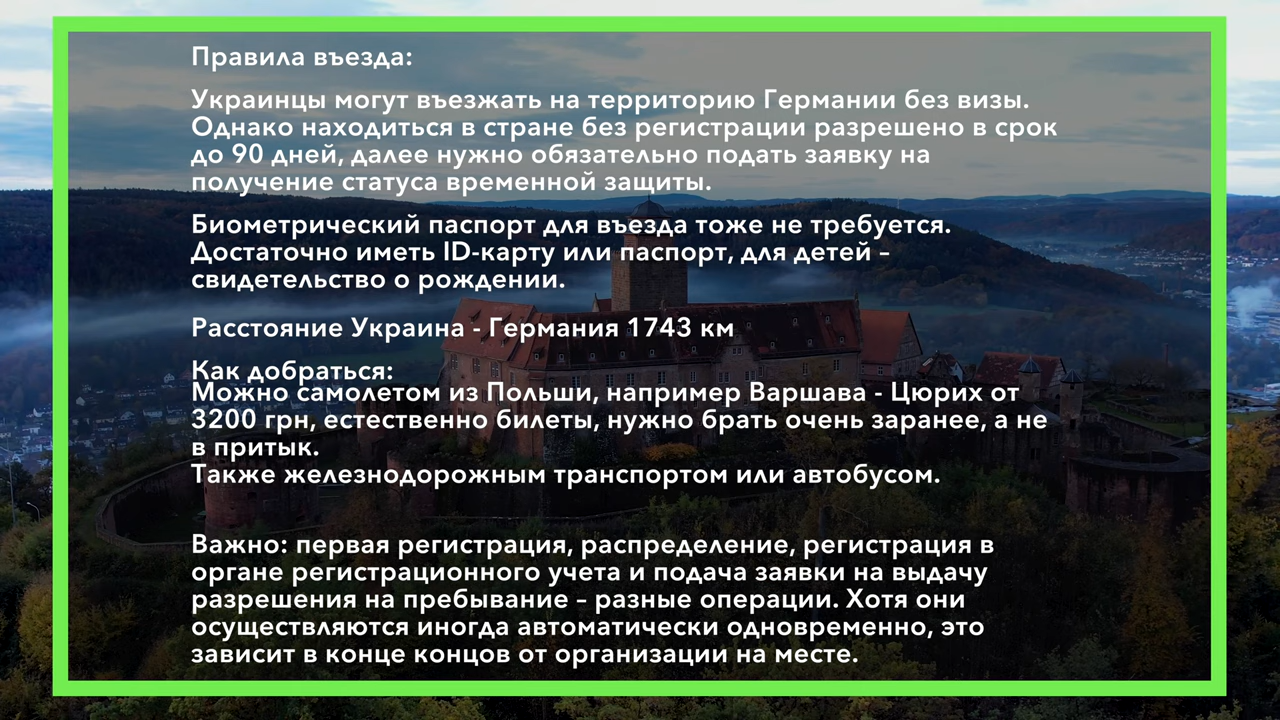 Правила въезда:
Украинцы могут въезжать на территорию Германии без визы.
Однако находиться в стране без регистрации разрешено в срок
до 90 дней, далее нужно обязательно подать заявку на
получение статуса временной защиты.
Биометрический паспорт для въезда тоже не требуется.
Достаточно иметь ID-карту или паспорт, для детей –
свидетельство о рождении.
Расстояние Украина - Германия 1743 км
Как добраться:
Можно самолетом из Польши, например Варшава - Цюрих от
3200 грн, естественно билеты, нужно брать очень заранее, а не
в притык.
Также железнодорожным транспортом или автобусом.
Важно: первая регистрация, распределение, регистрация в
органе регистрационного учета и подача заявки на выдачу
разрешения на пребывание – разные операции. Хотя они
осуществляются иногда автоматически одновременно, это
зависит в конце концов от организации на месте.